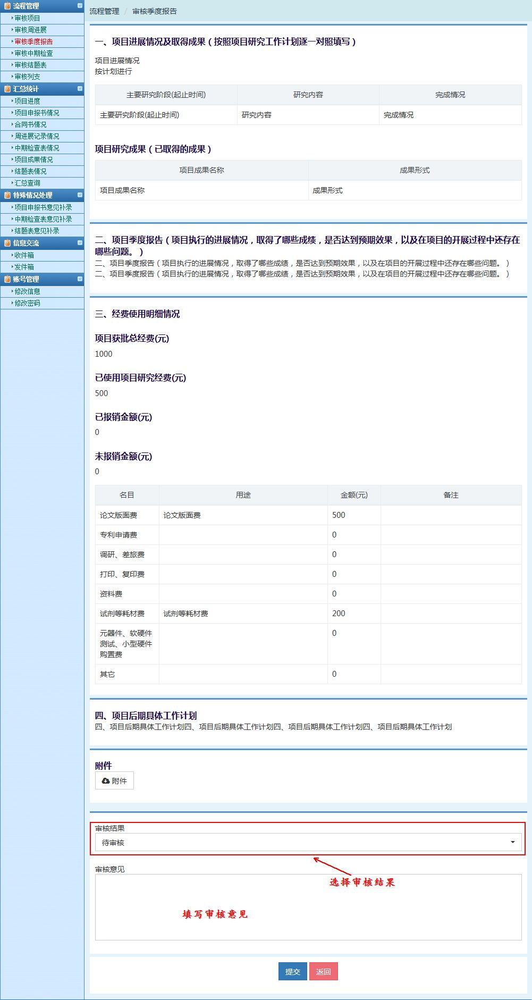 流程管理
审核项目
审核周进展
审核季度报告
审核中期检查
审核结题表
审核列支
汇总统计
项目进度
项目申报书情况
合同书情况
周进展记录情况
中期检查表情况
项目成果情况
结题表情况
汇总查询
特殊情况处理
项目申报书意见补录
中期检查表意见补录
结题表意见补录
信息交流
收件箱
发件箱
账号管理
修改信息
修改密码
流程管理 / 审核季度报告
一、项目进展情况及取得成果（按照项目研究工作计划逐一对照填写）
项目进展情况
按计划进行
主要研究阶段(起止时间) 研究内容 完成情况
主要研究阶段(起止时间) 研究内容 完成情况
项目研究成果（已取得的成果）
项目成果名称 成果形式
项目成果名称 成果形式
二、项目季度报告（项目执行的进展情况，取得了哪些成绩，是否达到预期效果，以及在项目的开展过程中还存在
哪些问题。）
二、项目季度报告（项目执行的进展情况，取得了哪些成绩，是否达到预期效果，以及在项目的开展过程中还存在哪些问题。）
二、项目季度报告（项目执行的进展情况，取得了哪些成绩，是否达到预期效果，以及在项目的开展过程中还存在哪些问题。）
三、经费使用明细情况
项目获批总经费(元)
1000
已使用项目研究经费(元)
500
已报销金额(元)
0
未报销金额(元)
0
名目 用途 金额(元) 备注
论文版面费 论文版面费 500
专利申请费 0
调研、差旅费 0
打印、复印费 0
资料费 0
试剂等耗材费 试剂等耗材费 200
元器件、软硬件 0
测试、小型硬件
购置费
其它 0
四、项目后期具体工作计划
四、项目后期具体工作计划四、项目后期具体工作计划四、项目后期具体工作计划四、项目后期具体工作计划
附件
附件
审核结果
待审核
审核意见
选择审核结果
填写审核意见
提交 返回